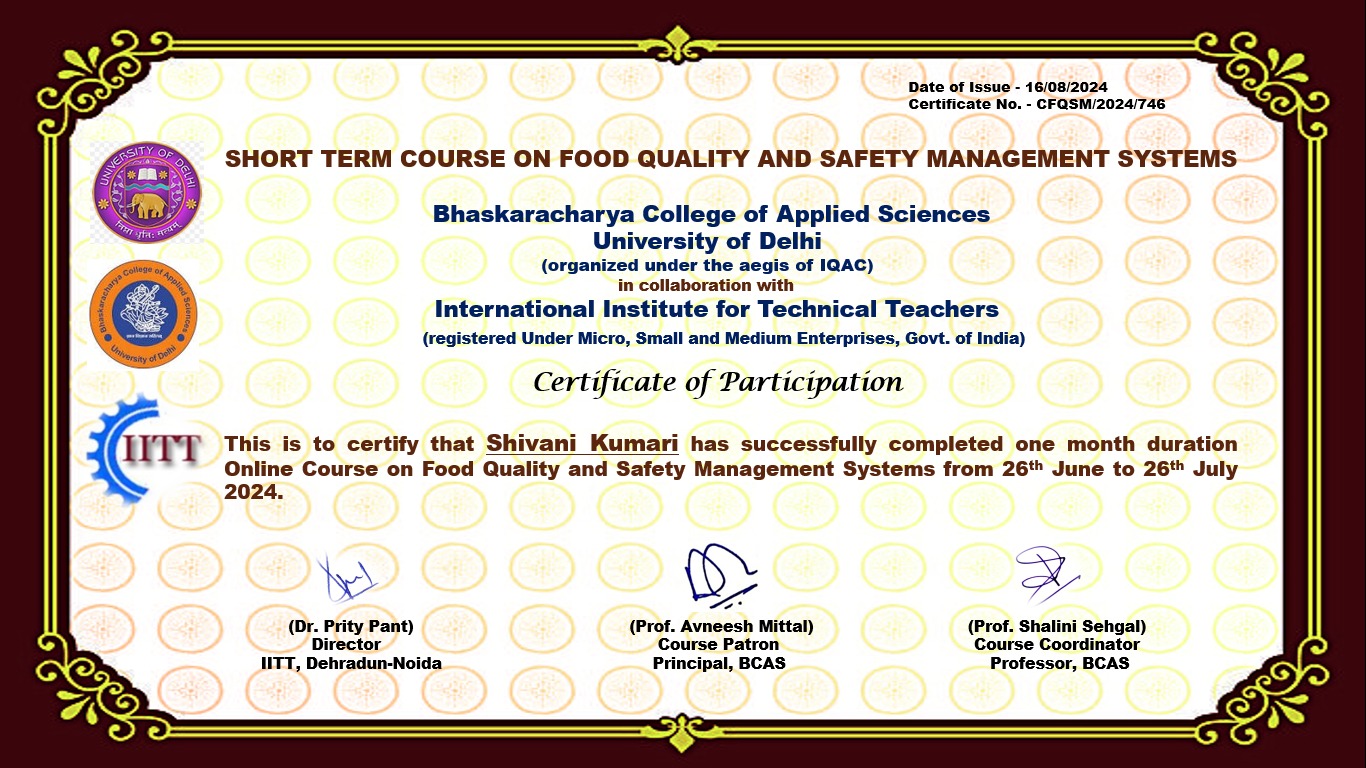 Date of Issue - 16/08/2024
Certificate No. - CFQSM/2024/746
SHORT TERM COURSE ON FOOD QUALITY AND SAFETY MANAGEMENT SYSTEMS
UNIVERSITY OF DELHI
Bhaskaracharya College of Applied Sciences
University of Delhi
(organized under the aegis of IQAC)
in collaboration with
International Institute for Technical Teachers
(registered Under Micro, Small and Medium Enterprises, Govt. of India)
Bhaskaracharya College of Applied Sciences
University of Delhi
Certificate of Participation
IITT
This is to certify that Shivani Kumari has successfully completed one month duration
Online Course on Food Quality and Safety Management Systems from 26th June to 26th July
2024.
(Dr. Prity Pant)
Director
IITT, Dehradun-Noida
(Prof. Avneesh Mittal)
Course Patron
Principal, BCAS
(Prof. Shalini Sehgal)
Course Coordinator
Professor, BCAS